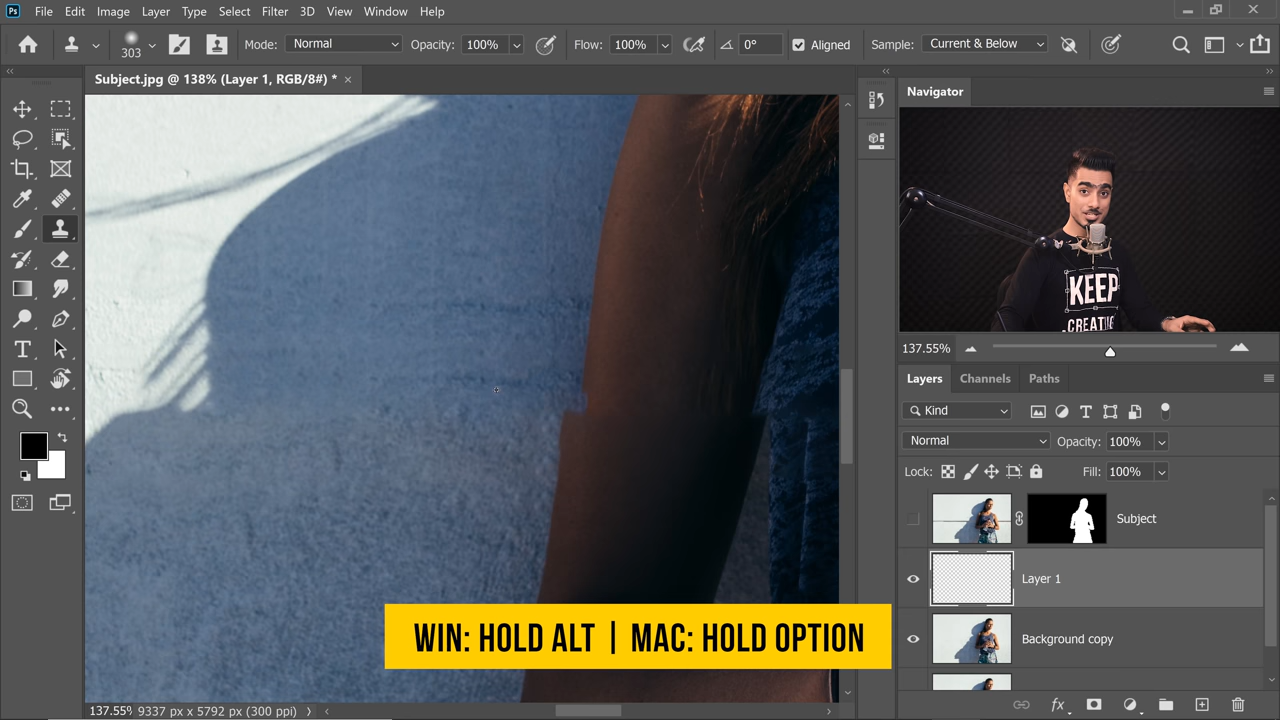 Ps File Edit Image Layer Type Select Filter 3D View Window Help
303 Mode: Normal Opacity: 100% Flow: 100% 0° Aligned Sample: Current & Below
Subject.jpg @ 138% (Layer 1, RGB/8#) * ×
Navigator
KEEP
CREATING
137.55%
Layers Channels Paths
Kind
Normal Opacity: 100%
Lock: Fill: 100%
Subject
Layer 1
Background copy
WIN: HOLD ALT | MAC: HOLD OPTION
137.55% 9337 px x 5792 px (300 ppi)
fx